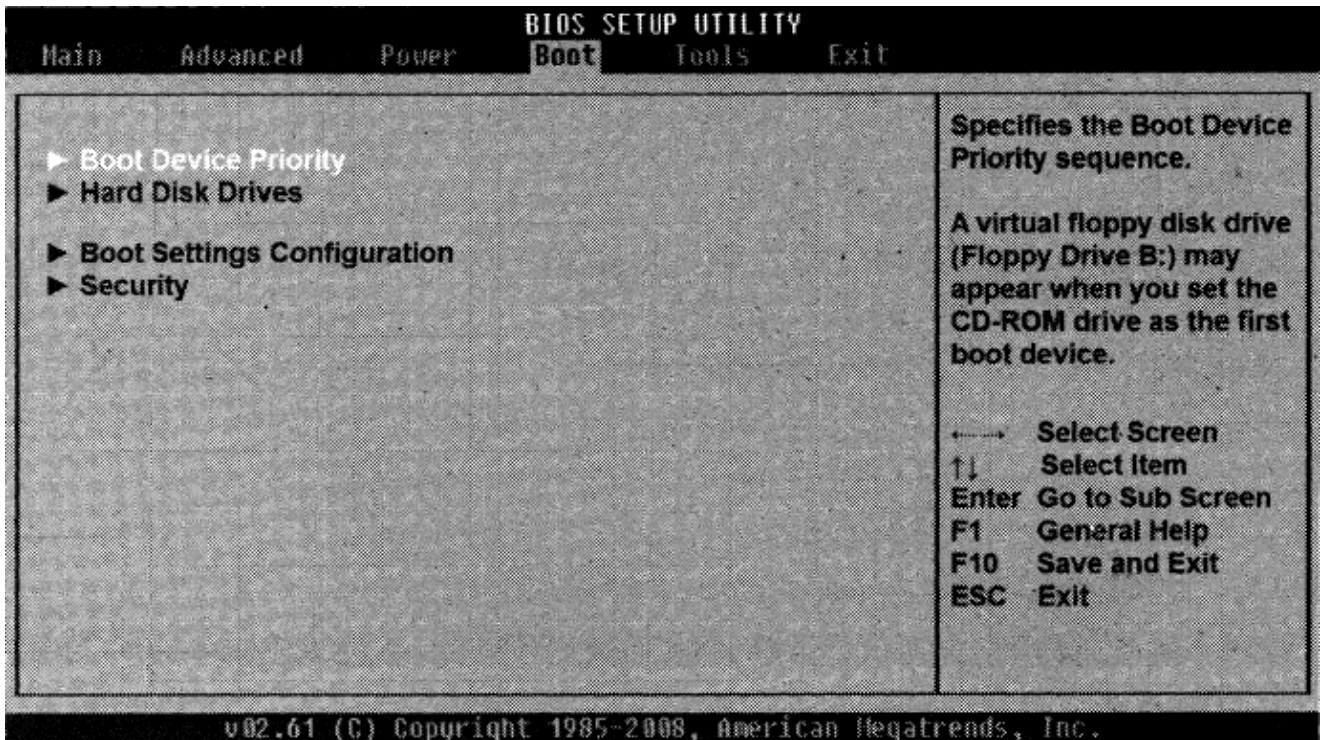 BIOS SETUP UTILITY
Main Advanced Power Boot Tools Exit
► Boot Device Priority
► Hard Disk Drives
► Boot Settings Configuration
► Security
Specifies the Boot Device
Priority sequence.
A virtual floppy disk drive
(Floppy Drive B:) may
appear when you set the
CD-ROM drive as the first
boot device.
←→ Select Screen
↑↓ Select Item
Enter Go to Sub Screen
F1 General Help
F10 Save and Exit
ESC Exit
v02.61 (C) Copyright 1985-2008, American Megatrends, Inc.